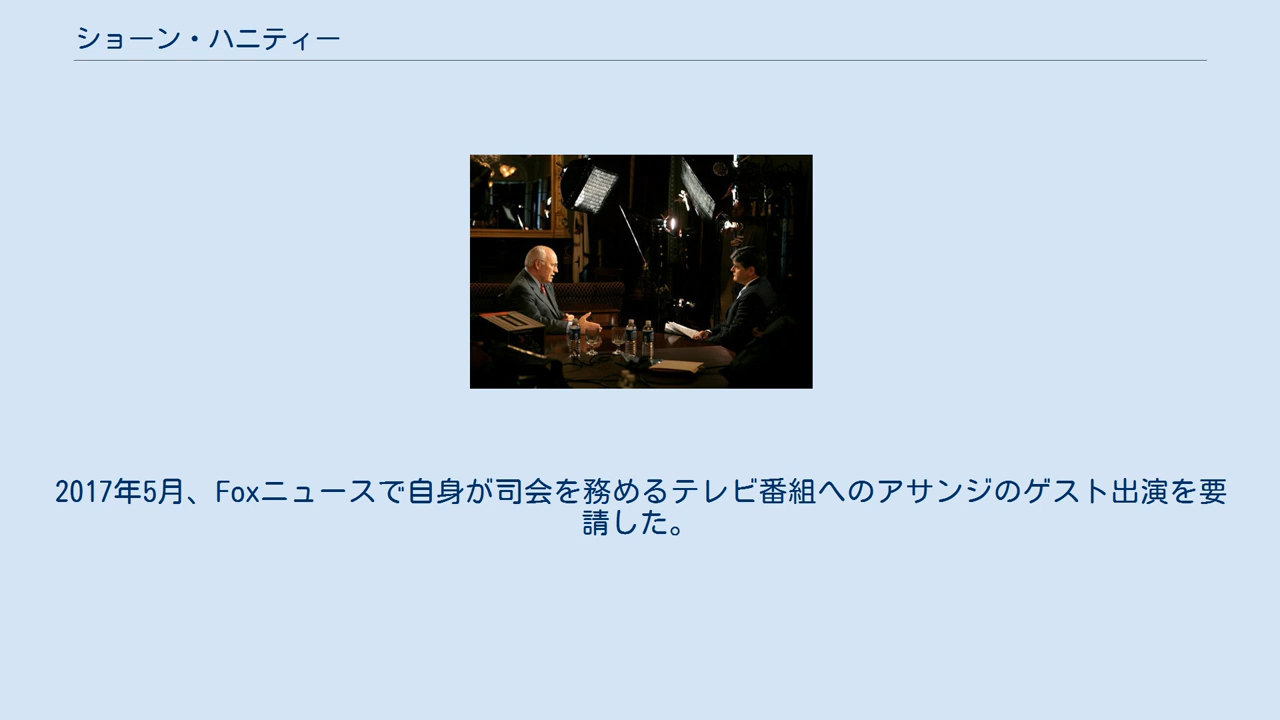 ショーン・ハニティー
2017年5月、Foxニュースで自身が司会を務めるテレビ番組へのアサンジのゲスト出演を要
請した。